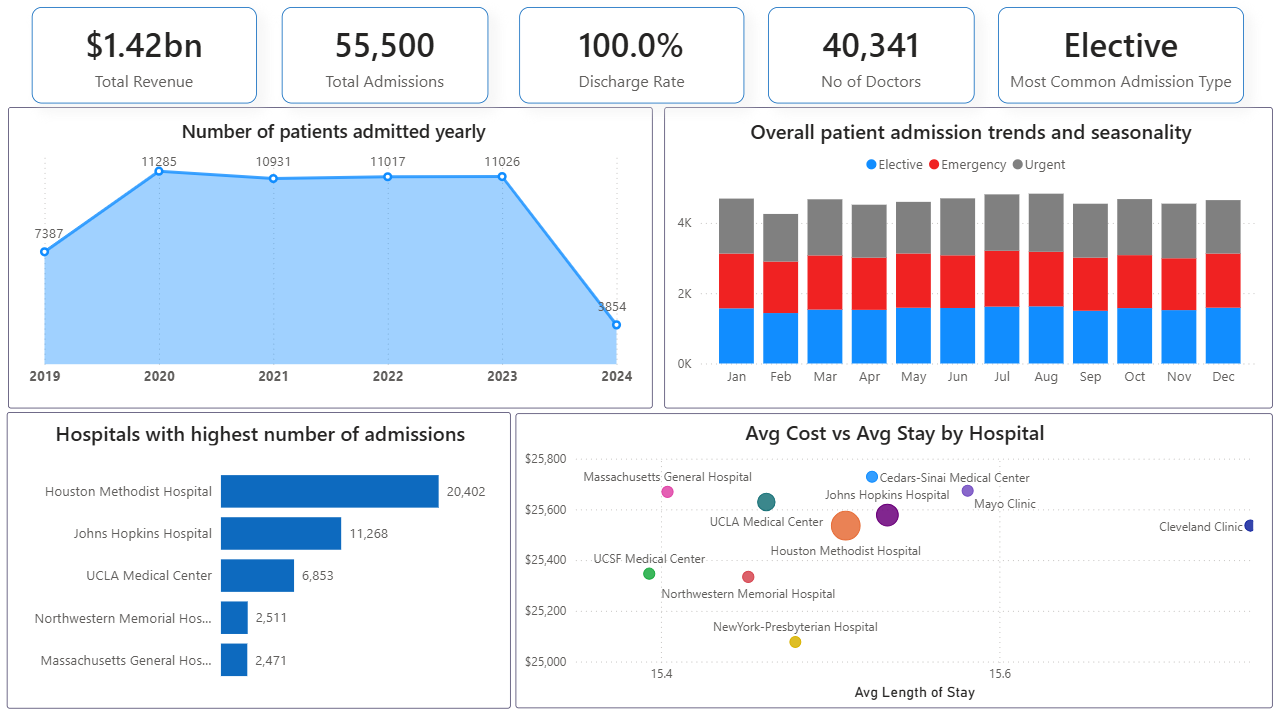 $1.42bn
Total Revenue
55,500
Total Admissions
100.0%
Discharge Rate
40,341
No of Doctors
Elective
Most Common Admission Type
Number of patients admitted yearly
7387
11285
10931
11017
11026
3854
2019 2020 2021 2022 2023 2024
Overall patient admission trends and seasonality
Elective Emergency Urgent
4K
2K
0K
Jan Feb Mar Apr May Jun Jul Aug Sep Oct Nov Dec
Hospitals with highest number of admissions
Houston Methodist Hospital 20,402
Johns Hopkins Hospital 11,268
UCLA Medical Center 6,853
Northwestern Memorial Hos... 2,511
Massachusetts General Hos... 2,471
Avg Cost vs Avg Stay by Hospital
$25,800
$25,600
$25,400
$25,200
$25,000
Massachusetts General Hospital
Cedars-Sinai Medical Center
Johns Hopkins Hospital
Mayo Clinic
UCLA Medical Center
Cleveland Clinic
Houston Methodist Hospital
UCSF Medical Center
Northwestern Memorial Hospital
NewYork-Presbyterian Hospital
15.4 15.6
Avg Length of Stay